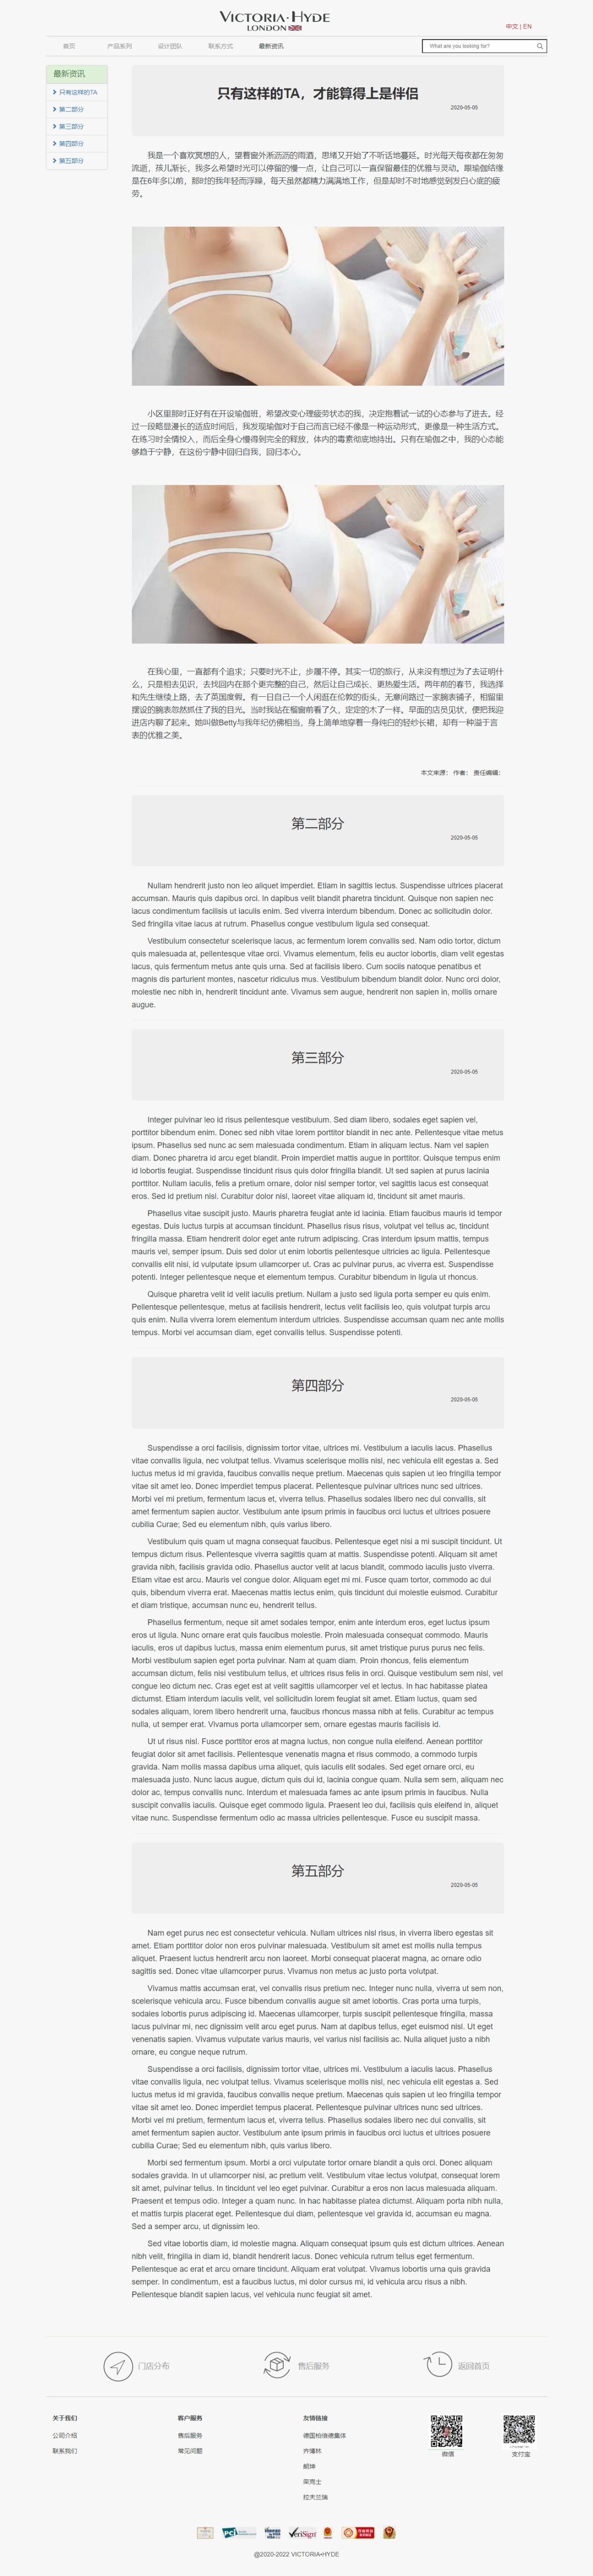 VICTORIA·HYDE
LONDON
中文 | EN
首页
产品系列
设计团队
联系方式
最新资讯
What are you looking for?
最新资讯
只有这样的TA
第二部分
第三部分
第四部分
第五部分
只有这样的TA，才能算得上是伴侣
2020-05-05
我是一个喜欢冥想的人，望着窗外淅沥沥的雨酒，思绪又开始了不听话地蔓延。时光每天每夜都在匆匆
流逝，孩儿渐长，我多么希望时光可以停留的慢一点，让自己可以一直保留最佳的优雅与灵动。跟瑜伽结缘
是在6年多以前，那时的我年轻而浮躁，每天虽然都精力满满地工作，但是却时不时地感觉到发自心底的疲
劳。
小区里那时正好有在开设瑜伽班，希望改变心理疲劳状态的我，决定抱着试一试的心态参与了进去。经
过一段略显漫长的适应时间后，我发现瑜伽对于自己而言已经不像是一种运动形式，更像是一种生活方式。
在练习时全情投入，而后全身心懂得到完全的释放，体内的毒素彻底地排出。只有在瑜伽之中，我的心态能
够趋于宁静，在这份宁静中回归自我，回归本心。
在我心里，一直都有个追求；只要时光不止，步履不停。其实一切的旅行，从来没有想过为了去证明什
么，只是相去见识，去找回内在那个更完整的自己，然后让自己成长、更热爱生活。两年前的春节，我选择
和先生继续上路，去了英国度假。有一日自己一个人闲逛在伦敦的街头，无意间路过一家腕表铺子，相留里
摆设的腕表忽然抓住了我的目光。当时我站在橱窗前看了久，定定的木了一样。早面的店员见状，便把我迎
进店内聊了起来。她叫做Betty与我年纪仿佛相当，身上简单地穿着一身纯白的轻纱长裙，却有一种溢于言
表的优雅之美。
本文来源： 作者： 责任编辑：
第二部分
2020-05-05
Nullam hendrerit justo non leo aliquet imperdiet. Etiam in sagittis lectus. Suspendisse ultrices placerat
accumsan. Mauris quis dapibus orci. In dapibus velit blandit pharetra tincidunt. Quisque non sapien nec
lacus condimentum facilisis ut iaculis enim. Sed viverra interdum bibendum. Donec ac sollicitudin dolor.
Sed fringilla vitae lacus at rutrum. Phasellus congue vestibulum ligula sed consequat.
Vestibulum consectetur scelerisque lacus, ac fermentum lorem convallis sed. Nam odio tortor, dictum
quis malesuada at, pellentesque vitae orci. Vivamus elementum, felis eu auctor lobortis, diam velit egestas
lacus, quis fermentum metus ante quis urna. Sed at facilisis libero. Cum sociis natoque penatibus et
magnis dis parturient montes, nascetur ridiculus mus. Vestibulum bibendum blandit dolor. Nunc orci dolor,
molestie nec nibh in, hendrerit tincidunt ante. Vivamus sem augue, hendrerit non sapien in, mollis ornare
augue.
第三部分
2020-05-05
Integer pulvinar leo id risus pellentesque vestibulum. Sed diam libero, sodales eget sapien vel,
porttitor bibendum enim. Donec sed nibh vitae lorem porttitor blandit in nec ante. Pellentesque vitae metus
ipsum. Phasellus sed nunc ac sem malesuada condimentum. Etiam in aliquam lectus. Nam vel sapien
diam. Donec pharetra id arcu eget blandit. Proin imperdiet mattis augue in porttitor. Quisque tempus enim
id lobortis feugiat. Suspendisse tincidunt risus quis dolor fringilla blandit. Ut sed sapien at purus lacinia
porttitor. Nullam iaculis, felis a pretium ornare, dolor nisl semper tortor, vel sagittis lacus est consequat
eros. Sed id pretium nisl. Curabitur dolor nisl, laoreet vitae aliquam id, tincidunt sit amet mauris.
Phasellus vitae suscipit justo. Mauris pharetra feugiat ante id lacinia. Etiam faucibus mauris id tempor
egestas. Duis luctus turpis at accumsan tincidunt. Phasellus risus risus, volutpat vel tellus ac, tincidunt
fringilla massa. Etiam hendrerit dolor eget ante rutrum adipiscing. Cras interdum ipsum mattis, tempus
mauris vel, semper ipsum. Duis sed dolor ut enim lobortis pellentesque ultricies ac ligula. Pellentesque
convallis elit nisi, id vulputate ipsum ullamcorper ut. Cras ac pulvinar purus, ac viverra est. Suspendisse
potenti. Integer pellentesque neque et elementum tempus. Curabitur bibendum in ligula ut rhoncus.
Quisque pharetra velit id velit iaculis pretium. Nullam a justo sed ligula porta semper eu quis enim.
Pellentesque pellentesque, metus at facilisis hendrerit, lectus velit facilisis leo, quis volutpat turpis arcu
quis enim. Nulla viverra lorem elementum interdum ultricies. Suspendisse accumsan quam nec ante mollis
tempus. Morbi vel accumsan diam, eget convallis tellus. Suspendisse potenti.
第四部分
2020-05-05
Suspendisse a orci facilisis, dignissim tortor vitae, ultrices mi. Vestibulum a iaculis lacus. Phasellus
vitae convallis ligula, nec volutpat tellus. Vivamus scelerisque mollis nisl, nec vehicula elit egestas a. Sed
luctus metus id mi gravida, faucibus convallis neque pretium. Maecenas quis sapien ut leo fringilla tempor
vitae sit amet leo. Donec imperdiet tempus placerat. Pellentesque pulvinar ultrices nunc sed ultrices.
Morbi vel mi pretium, fermentum lacus et, viverra tellus. Phasellus sodales libero nec dui convallis, sit
amet fermentum sapien auctor. Vestibulum ante ipsum primis in faucibus orci luctus et ultrices posuere
cubilia Curae; Sed eu elementum nibh, quis varius libero.
Vestibulum quis quam ut magna consequat faucibus. Pellentesque eget nisi a mi suscipit tincidunt. Ut
tempus dictum risus. Pellentesque viverra sagittis quam at mattis. Suspendisse potenti. Aliquam sit amet
gravida nibh, facilisis gravida odio. Phasellus auctor velit at lacus blandit, commodo iaculis justo viverra.
Etiam vitae est arcu. Mauris vel congue dolor. Aliquam eget mi mi. Fusce quam tortor, commodo ac dui
quis, bibendum viverra erat. Maecenas mattis lectus enim, quis tincidunt dui molestie euismod. Curabitur
et diam tristique, accumsan nunc eu, hendrerit tellus.
Phasellus fermentum, neque sit amet sodales tempor, enim ante interdum eros, eget luctus ipsum
eros ut ligula. Nunc ornare erat quis faucibus molestie. Proin malesuada consequat commodo. Mauris
iaculis, eros ut dapibus luctus, massa enim elementum purus, sit amet tristique purus purus nec felis.
Morbi vestibulum sapien eget porta pulvinar. Nam at quam diam. Proin rhoncus, felis elementum
accumsan dictum, felis nisi vestibulum tellus, et ultrices risus felis in orci. Quisque vestibulum sem nisl, vel
congue leo dictum nec. Cras eget est at velit sagittis ullamcorper vel et lectus. In hac habitasse platea
dictumst. Etiam interdum iaculis velit, vel sollicitudin lorem feugiat sit amet. Etiam luctus, quam sed
sodales aliquam, lorem libero hendrerit urna, faucibus rhoncus massa nibh at felis. Curabitur ac tempus
nulla, ut semper erat. Vivamus porta ullamcorper sem, ornare egestas mauris facilisis id.
Ut ut risus nisl. Fusce porttitor eros at magna luctus, non congue nulla eleifend. Aenean porttitor
feugiat dolor sit amet facilisis. Pellentesque venenatis magna et risus commodo, a commodo turpis
gravida. Nam mollis massa dapibus urna aliquet, quis iaculis elit sodales. Sed eget ornare orci, eu
malesuada justo. Nunc lacus augue, dictum quis dui id, lacinia congue quam. Nulla sem sem, aliquam nec
dolor ac, tempus convallis nunc. Interdum et malesuada fames ac ante ipsum primis in faucibus. Nulla
suscipit convallis iaculis. Quisque eget commodo ligula. Praesent leo dui, facilisis quis eleifend in, aliquet
vitae nunc. Suspendisse fermentum odio ac massa ultricies pellentesque. Fusce eu suscipit massa.
第五部分
2020-05-05
Nam eget purus nec est consectetur vehicula. Nullam ultrices nisl risus, in viverra libero egestas sit
amet. Etiam porttitor dolor non eros pulvinar malesuada. Vestibulum sit amet est mollis nulla tempus
aliquet. Praesent luctus hendrerit arcu non laoreet. Morbi consequat placerat magna, ac ornare odio
sagittis sed. Donec vitae ullamcorper purus. Vivamus non metus ac justo porta volutpat.
Vivamus mattis accumsan erat, vel convallis risus pretium nec. Integer nunc nulla, viverra ut sem non,
scelerisque vehicula arcu. Fusce bibendum convallis augue sit amet lobortis. Cras porta urna turpis,
sodales lobortis purus adipiscing id. Maecenas ullamcorper, turpis suscipit pellentesque fringilla, massa
lacus pulvinar mi, nec dignissim velit arcu eget purus. Nam at dapibus tellus, eget euismod nisl. Ut eget
venenatis sapien. Vivamus vulputate varius mauris, vel varius nisl facilisis ac. Nulla aliquet justo a nibh
ornare, eu congue neque rutrum.
Suspendisse a orci facilisis, dignissim tortor vitae, ultrices mi. Vestibulum a iaculis lacus. Phasellus
vitae convallis ligula, nec volutpat tellus. Vivamus scelerisque mollis nisl, nec vehicula elit egestas a. Sed
luctus metus id mi gravida, faucibus convallis neque pretium. Maecenas quis sapien ut leo fringilla tempor
vitae sit amet leo. Donec imperdiet tempus placerat. Pellentesque pulvinar ultrices nunc sed ultrices.
Morbi vel mi pretium, fermentum lacus et, viverra tellus. Phasellus sodales libero nec dui convallis, sit
amet fermentum sapien auctor. Vestibulum ante ipsum primis in faucibus orci luctus et ultrices posuere
cubilia Curae; Sed eu elementum nibh, quis varius libero.
Morbi sed fermentum ipsum. Morbi a orci vulputate tortor ornare blandit a quis orci. Donec aliquam
sodales gravida. In ut ullamcorper nisi, ac pretium velit. Vestibulum vitae lectus volutpat, consequat lorem
sit amet, pulvinar tellus. In tincidunt vel leo eget pulvinar. Curabitur a eros non lacus malesuada aliquam.
Praesent et tempus odio. Integer a quam nunc. In hac habitasse platea dictumst. Aliquam porta nibh nulla,
et mattis turpis placerat eget. Pellentesque dui diam, pellentesque vel gravida id, accumsan eu magna.
Sed a semper arcu, ut dignissim leo.
Sed vitae lobortis diam, id molestie magna. Aliquam consequat ipsum quis est dictum ultrices. Aenean
nibh velit, fringilla in diam id, blandit hendrerit lacus. Donec vehicula rutrum tellus eget fermentum.
Pellentesque ac erat et arcu ornare tincidunt. Aliquam erat volutpat. Vivamus lobortis urna quis gravida
semper. In condimentum, est a faucibus luctus, mi dolor cursus mi, id vehicula arcu risus a nibh.
Pellentesque blandit sapien lacus, vel vehicula nunc feugiat sit amet.
门店分布
售后服务
返回首页
关于我们
公司介绍
联系我们
客户服务
售后服务
常见问题
友情链接
德国柏倍德集体
齐博林
朗坤
荣克士
拉夫兰瑞
微信
支付宝
PCI
VeriSign
@2020-2022 VICTORIA•HYDE